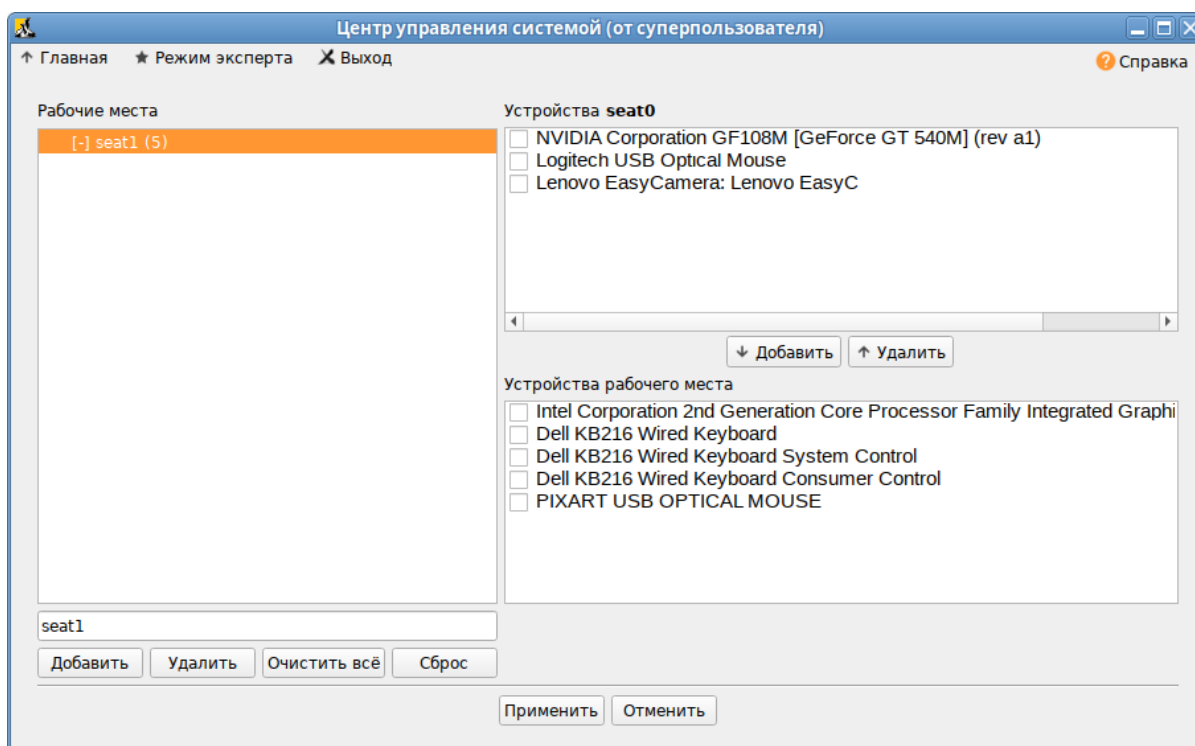 Центр управления системой (от суперпользователя)
Главная Режим эксперта Выход Справка
Рабочие места
[-] seat1 (5)
seat1
Добавить Удалить Очистить всё Сброс
Устройства seat0
NVIDIA Corporation GF108M [GeForce GT 540M] (rev a1)
Logitech USB Optical Mouse
Lenovo EasyCamera: Lenovo EasyC
Добавить Удалить
Устройства рабочего места
Intel Corporation 2nd Generation Core Processor Family Integrated Graphi
Dell KB216 Wired Keyboard
Dell KB216 Wired Keyboard System Control
Dell KB216 Wired Keyboard Consumer Control
PIXART USB OPTICAL MOUSE
Применить Отменить